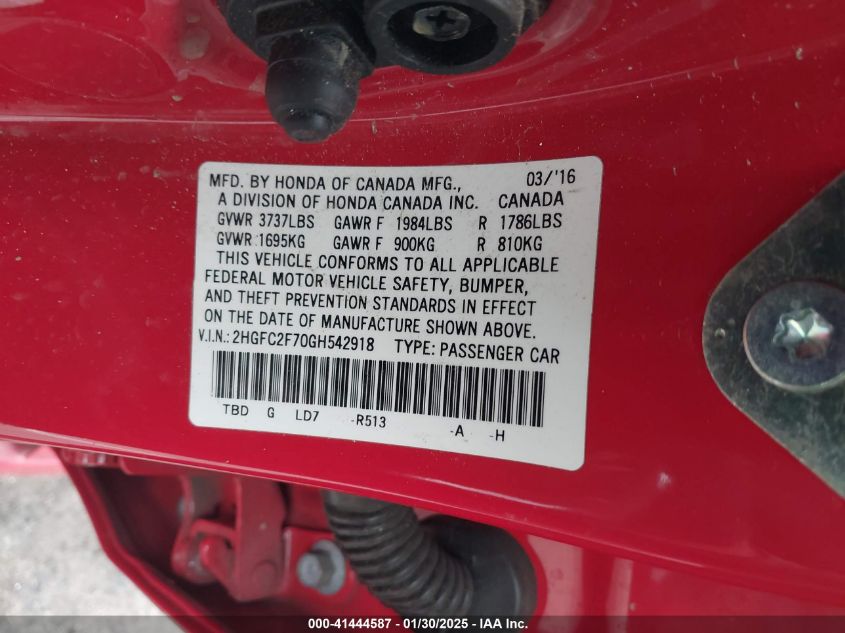 MFD. BY HONDA OF CANADA MFG., 03/'16
A DIVISION OF HONDA CANADA INC. CANADA
GVWR 3737LBS GAWR F 1984LBS R 1786LBS
GVWR 1695KG GAWR F 900KG R 810KG
THIS VEHICLE CONFORMS TO ALL APPLICABLE
FEDERAL MOTOR VEHICLE SAFETY, BUMPER,
AND THEFT PREVENTION STANDARDS IN EFFECT
ON THE DATE OF MANUFACTURE SHOWN ABOVE.
V.I.N.: 2HGFC2F70GH542918 TYPE: PASSENGER CAR
TBD G LD7 -R513 -A -H
000-41444587 - 01/30/2025 - IAA Inc.